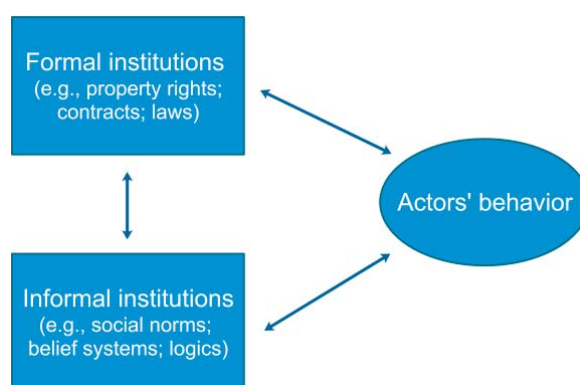 Formal institutions
(e.g., property rights;
contracts; laws)
Actors' behavior
Informal institutions
(e.g., social norms;
belief systems; logics)